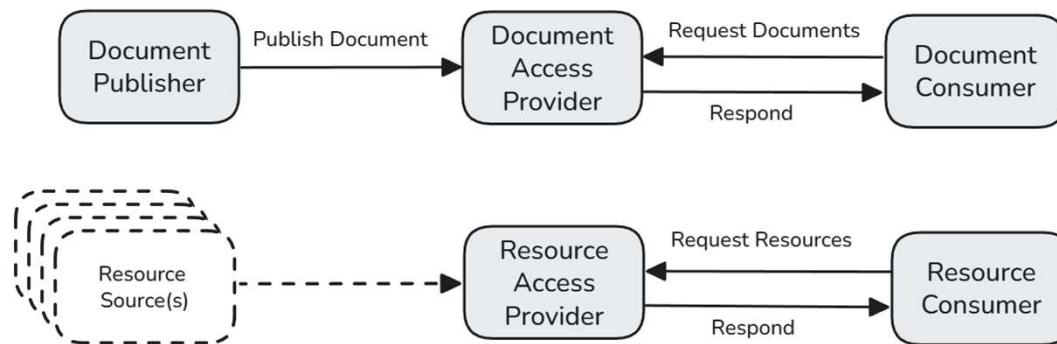 Document
Publisher
Publish Document
Document
Access
Provider
Request Documents
Respond
Document
Consumer
Resource
Source(s)
Resource
Access
Provider
Request Resources
Respond
Resource
Consumer